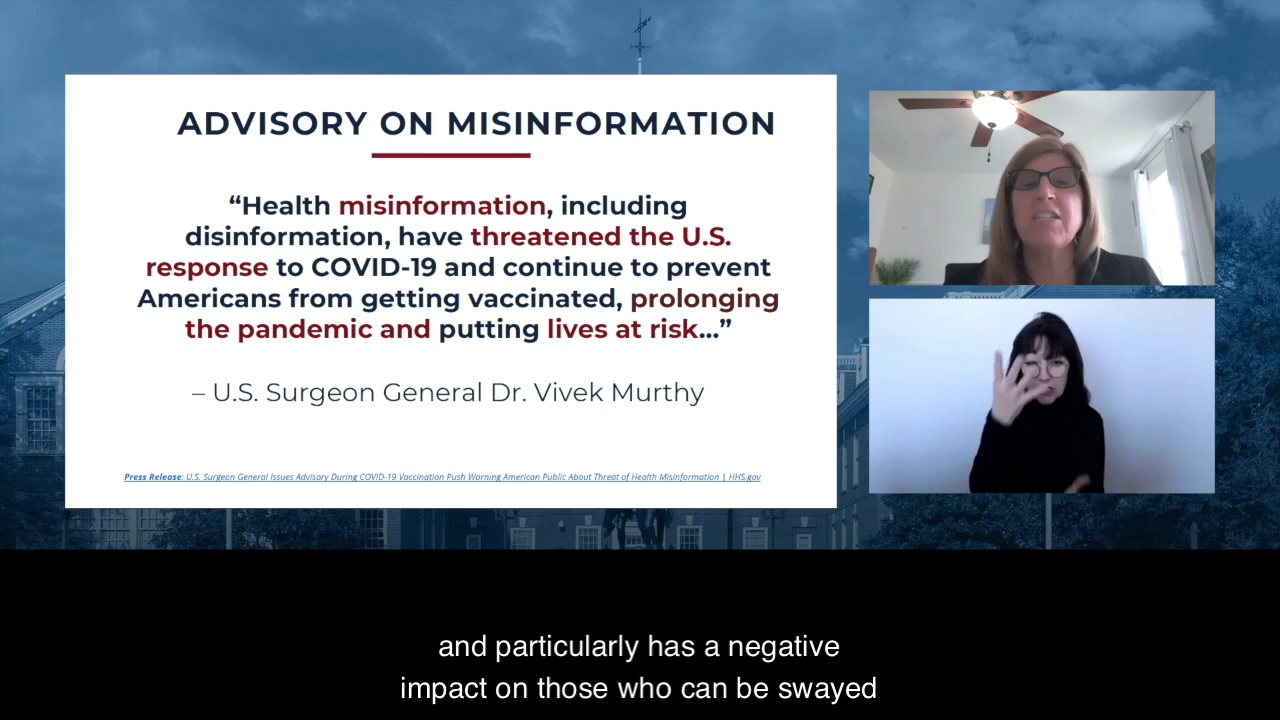 ADVISORY ON MISINFORMATION
“Health misinformation, including
disinformation, have threatened the U.S.
response to COVID-19 and continue to prevent
Americans from getting vaccinated, prolonging
the pandemic and putting lives at risk...”
– U.S. Surgeon General Dr. Vivek Murthy
Press Release: U.S. Surgeon General Issues Advisory During COVID-19 Vaccination Push Warning American Public About Threat of Health Misinformation | HHS.gov
and particularly has a negative
impact on those who can be swayed